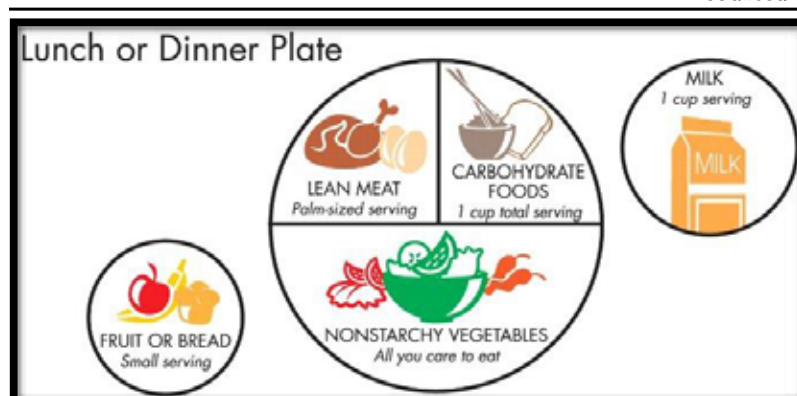 Lunch or Dinner Plate
MILK
1 cup serving
MILK
LEAN MEAT
Palm-sized serving
CARBOHYDRATE
FOODS
1 cup total serving
FRUIT OR BREAD
Small serving
NONSTARCHY VEGETABLES
All you care to eat